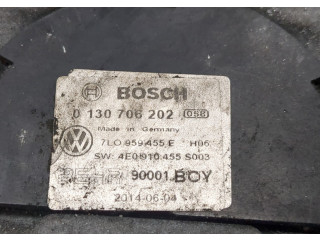 BOSCH
0 130 706 202 058
Made in Germany
7L0 959 455 E H06
SW: 4E0 910 455 S003
90001 BOY
2014-06-04